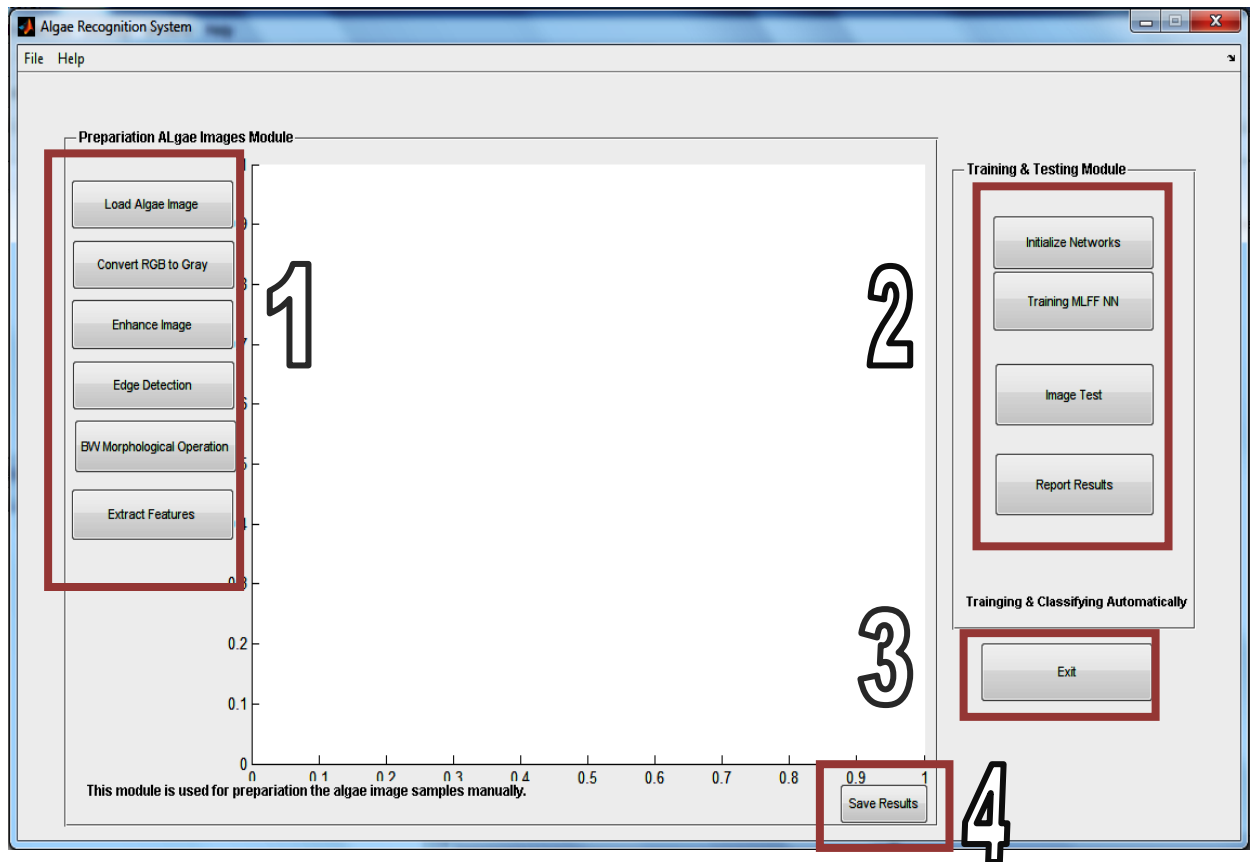 Algae Recognition System
File Help
Prepariation ALgae Images Module
Load Algae Image
Convert RGB to Gray
Enhance Image
Edge Detection
BW Morphological Operation
Extract Features
1
0.2
0.1
0
0 0.1 0.2 0.3 0.4 0.5 0.6 0.7 0.8 0.9 1
This module is used for prepariation the algae image samples manually.
Save Results
4
Training & Testing Module
2
Initialize Networks
Training MLFF NN
Image Test
Report Results
Trainging & Classifying Automatically
3
Exit